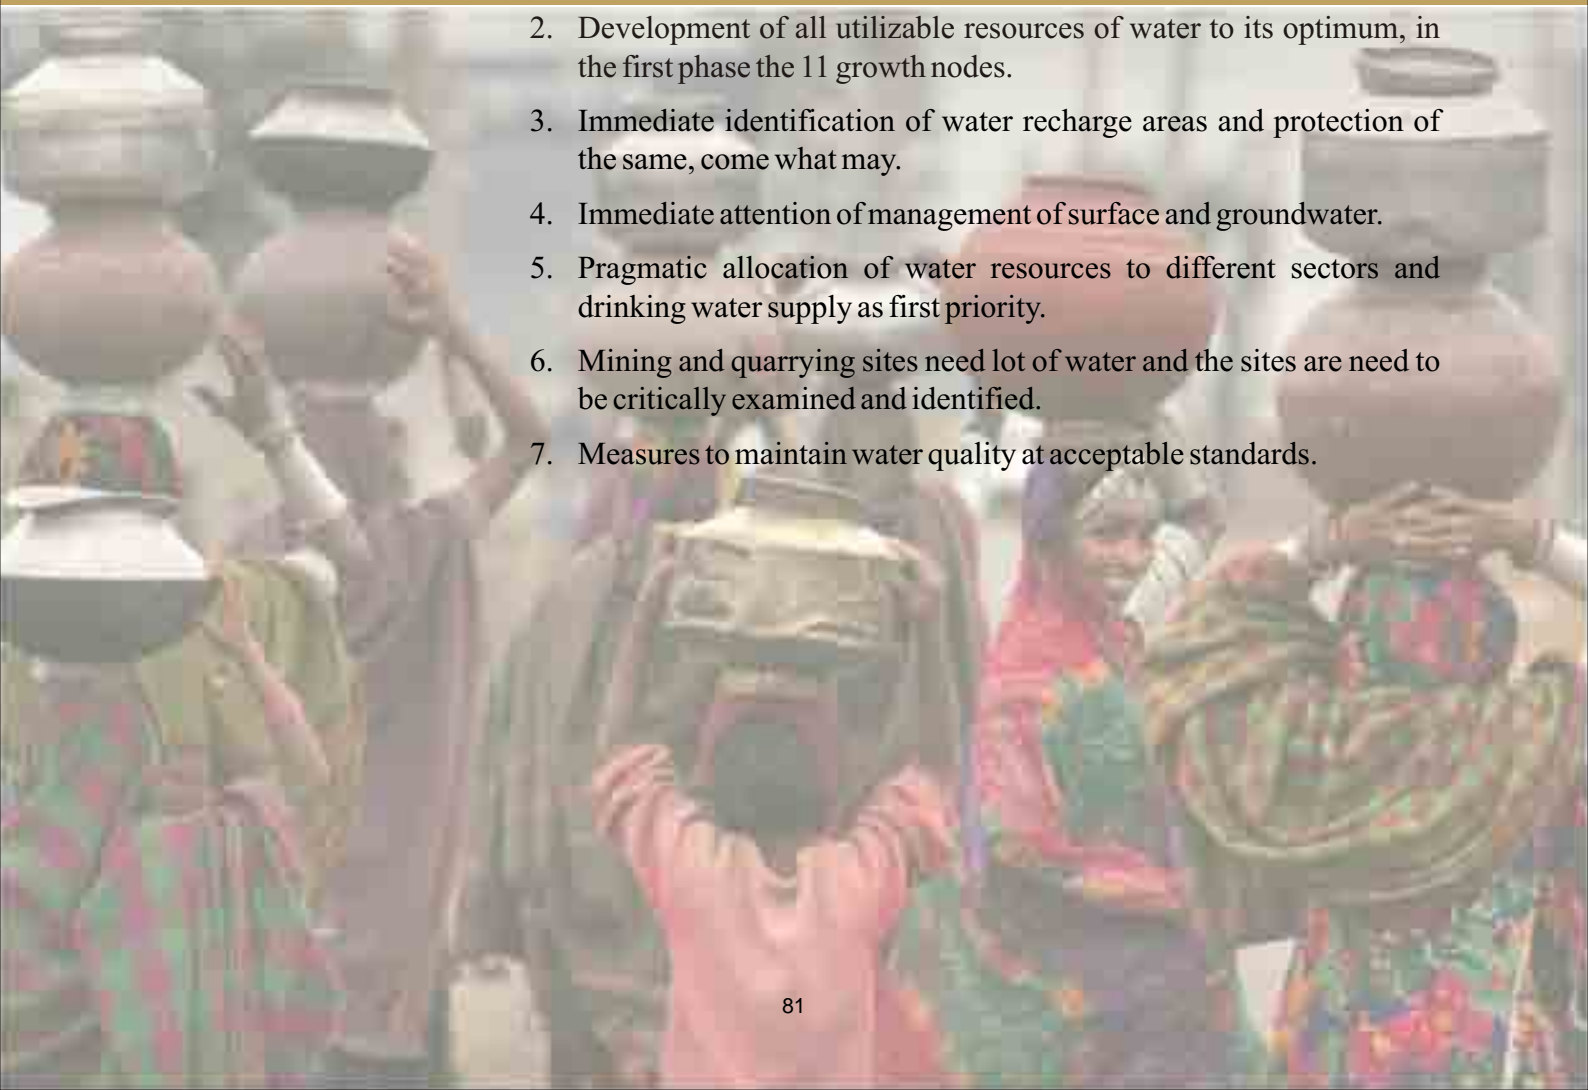 2. Development of all utilizable resources of water to its optimum, in
the first phase the 11 growth nodes.
3. Immediate identification of water recharge areas and protection of
the same, come what may.
4. Immediate attention of management of surface and groundwater.
5. Pragmatic allocation of water resources to different sectors and
drinking water supply as first priority.
6. Mining and quarrying sites need lot of water and the sites are need to
be critically examined and identified.
7. Measures to maintain water quality at acceptable standards.
81